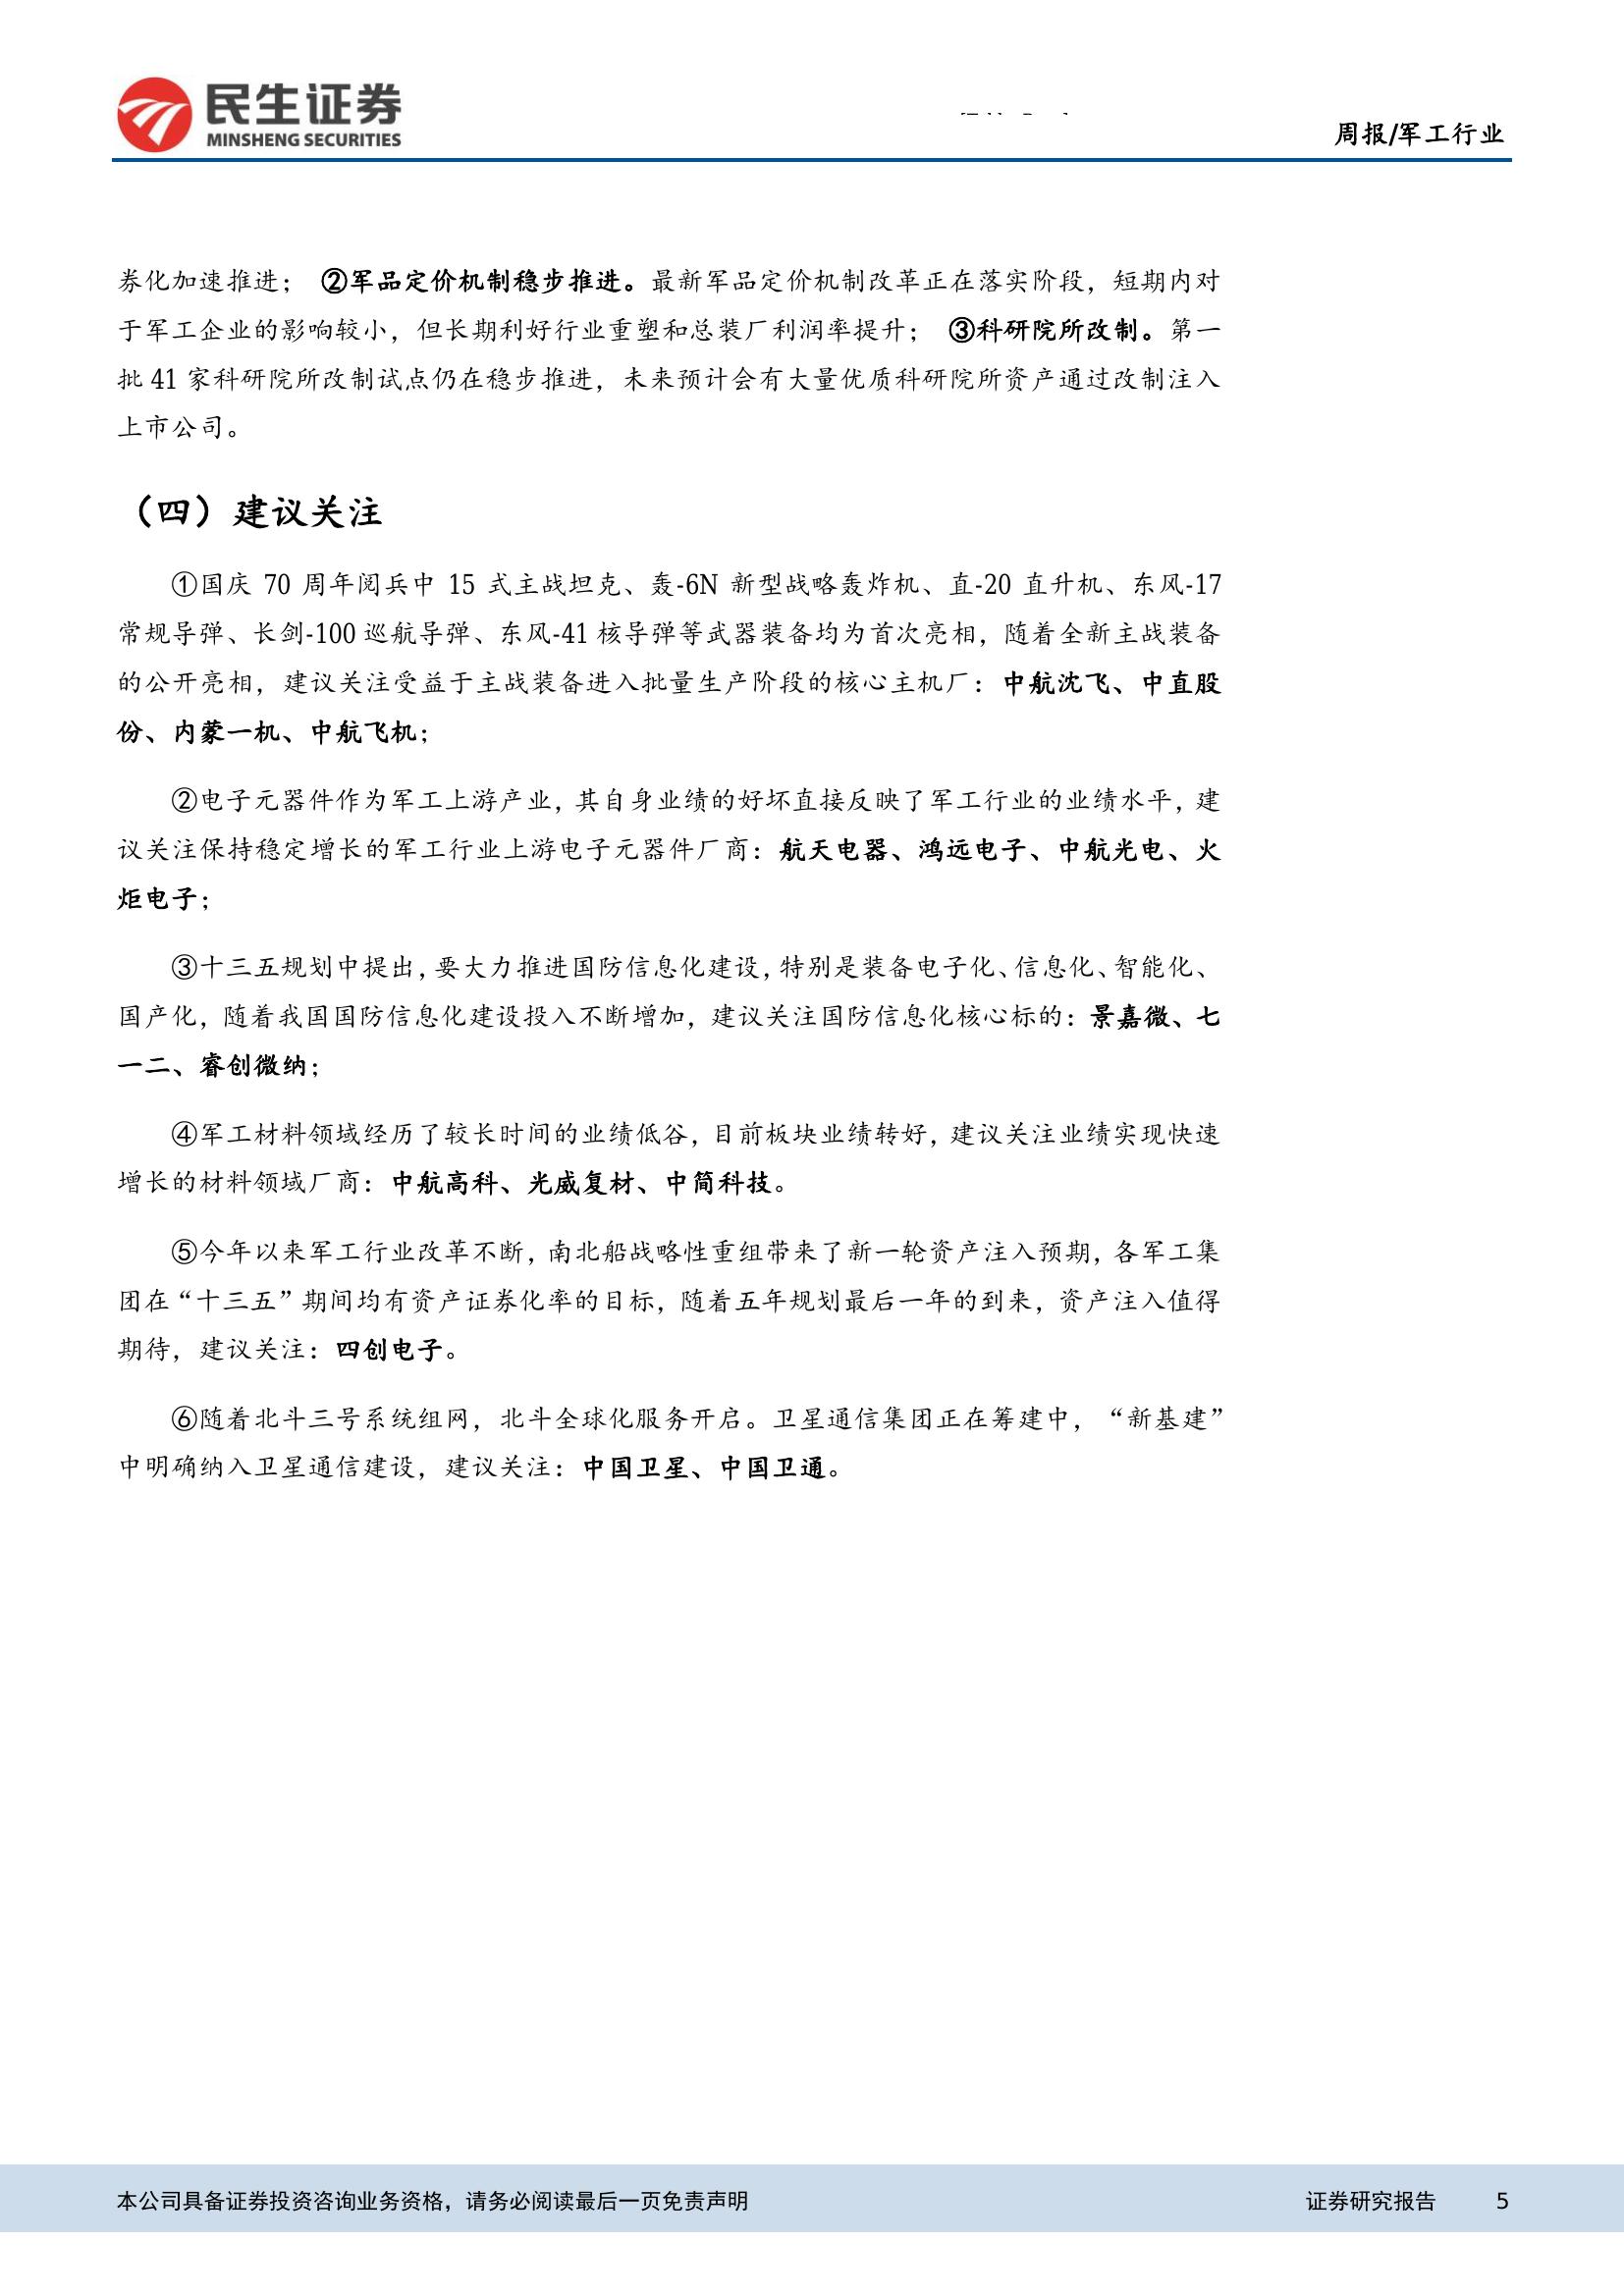 民生证券
MINSHENG SECURITIES
周报/军工行业
券化加速推进； ②军品定价机制稳步推进。最新军品定价机制改革正在落实阶段，短期内对
于军工企业的影响较小，但长期利好行业重塑和总装厂利润率提升； ③科研院所改制。第一
批 41 家科研院所改制试点仍在稳步推进，未来预计会有大量优质科研院所资产通过改制注入
上市公司。
（四）建议关注
①国庆 70 周年阅兵中 15 式主战坦克、轰-6N 新型战略轰炸机、直-20 直升机、东风-17
常规导弹、长剑-100 巡航导弹、东风-41 核导弹等武器装备均为首次亮相，随着全新主战装备
的公开亮相，建议关注受益于主战装备进入批量生产阶段的核心主机厂：中航沈飞、中直股
份、内蒙一机、中航飞机；
②电子元器件作为军工上游产业，其自身业绩的好坏直接反映了军工行业的业绩水平，建
议关注保持稳定增长的军工行业上游电子元器件厂商：航天电器、鸿远电子、中航光电、火
炬电子；
③十三五规划中提出，要大力推进国防信息化建设，特别是装备电子化、信息化、智能化、
国产化，随着我国国防信息化建设投入不断增加，建议关注国防信息化核心标的：景嘉微、七
一二、睿创微纳；
④军工材料领域经历了较长时间的业绩低谷，目前板块业绩转好，建议关注业绩实现快速
增长的材料领域厂商：中航高科、光威复材、中简科技。
⑤今年以来军工行业改革不断，南北船战略性重组带来了新一轮资产注入预期，各军工集
团在“十三五”期间均有资产证券化率的目标，随着五年规划最后一年的到来，资产注入值得
期待，建议关注：四创电子。
⑥随着北斗三号系统组网，北斗全球化服务开启。卫星通信集团正在筹建中，“新基建”
中明确纳入卫星通信建设，建议关注：中国卫星、中国卫通。
本公司具备证券投资咨询业务资格，请务必阅读最后一页免责声明
证券研究报告 5